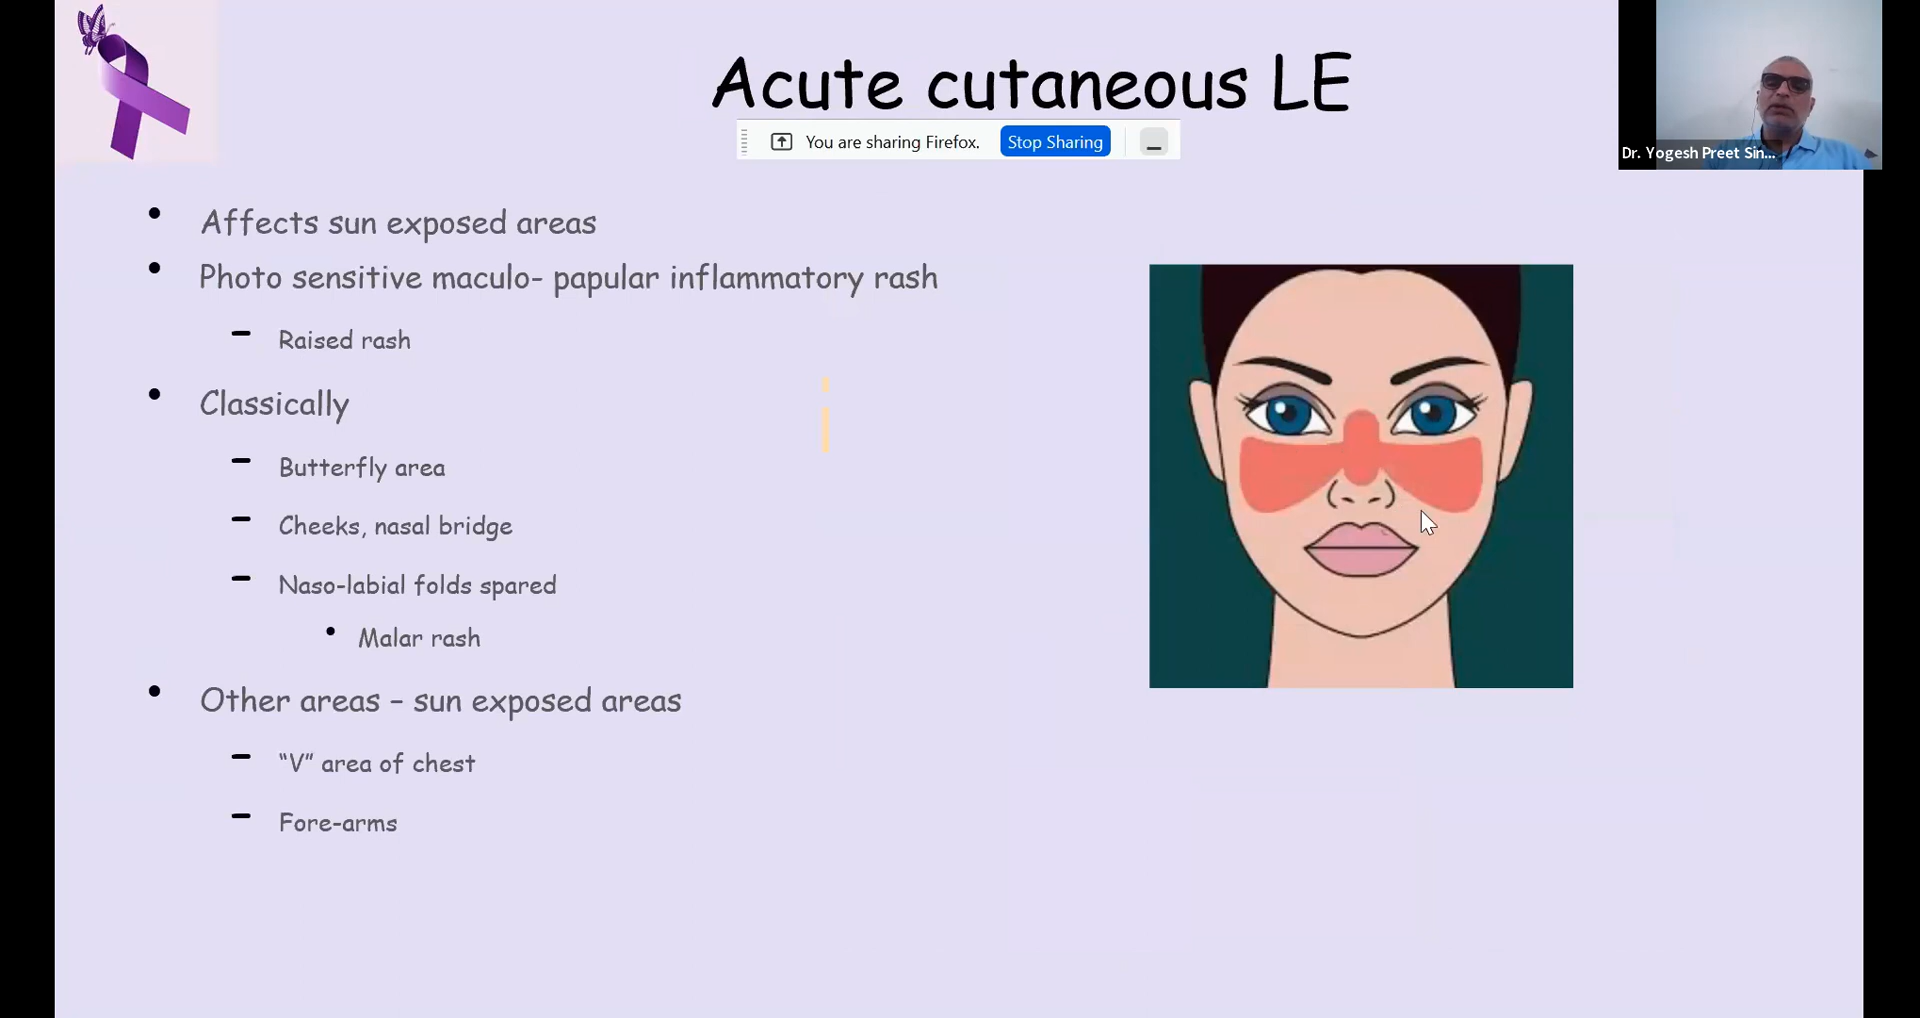 Acute cutaneous LE
You are sharing Firefox. Stop Sharing
Dr. Yogesh Preet Sin...
Affects sun exposed areas
Photo sensitive maculo- papular inflammatory rash
Raised rash
Classically
Butterfly area
Cheeks, nasal bridge
Naso-labial folds spared
Malar rash
Other areas – sun exposed areas
“V” area of chest
Fore-arms